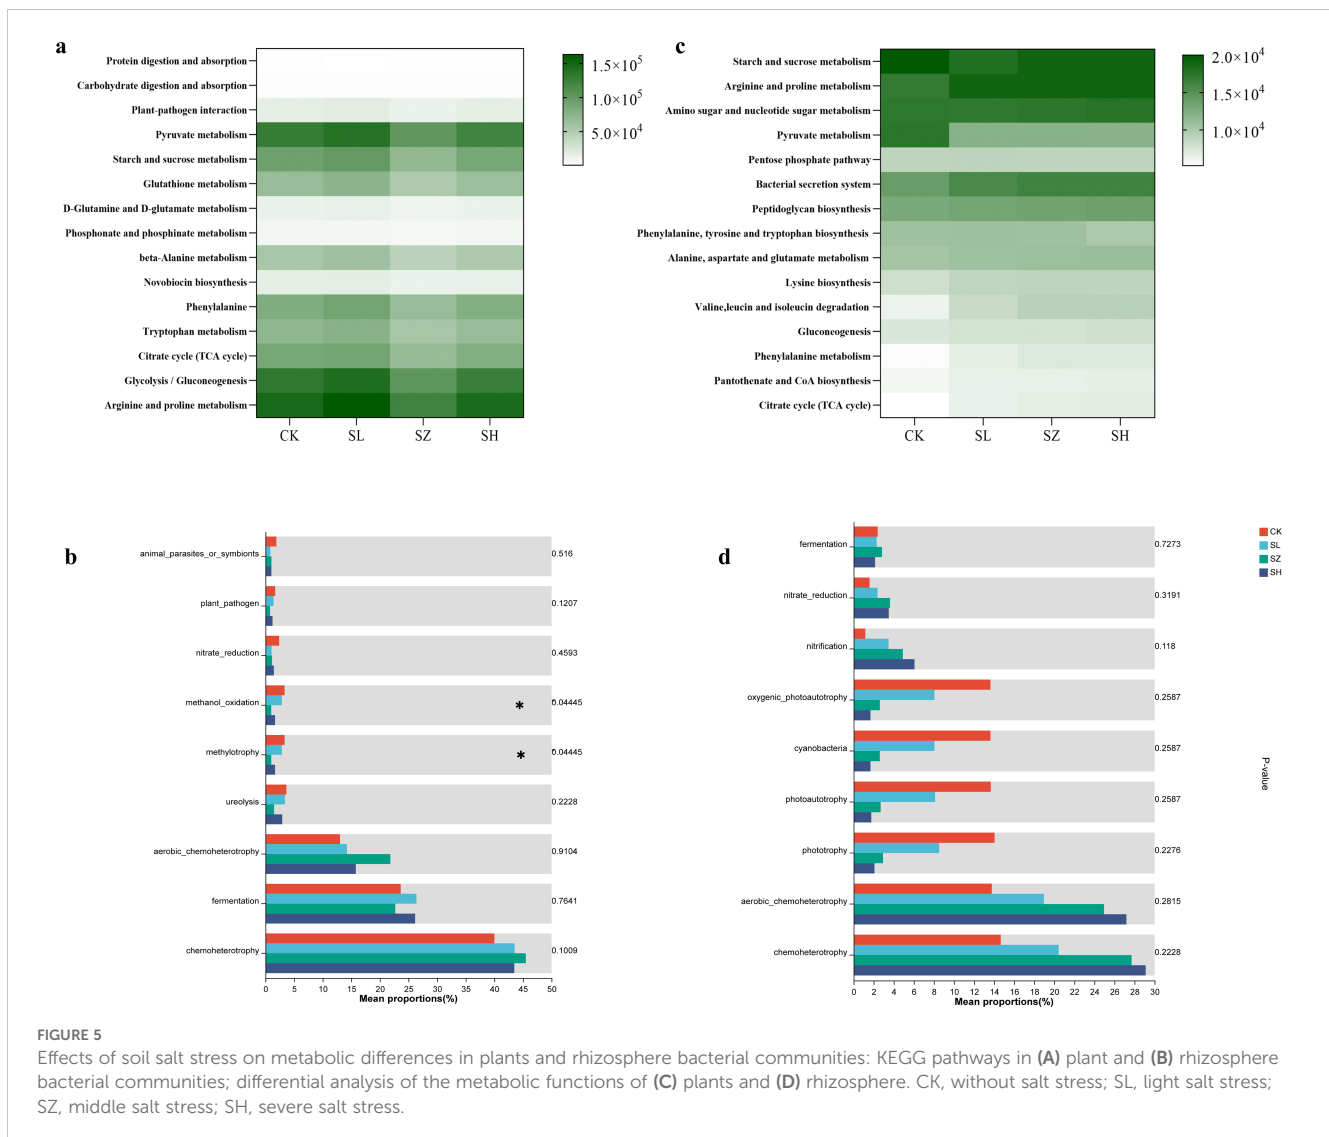 a
Protein digestion and absorption
Carbohydrate digestion and absorption
Plant-pathogen interaction
Pyruvate metabolism
Starch and sucrose metabolism
Glutathione metabolism
D-Glutamine and D-glutamate metabolism
Phosphonate and phosphinate metabolism
beta-Alanine metabolism
Novobiocin biosynthesis
Phenylalanine
Tryptophan metabolism
Citrate cycle (TCA cycle)
Glycolysis / Gluconeogenesis
Arginine and proline metabolism
CK SL SZ SH
1.5×10⁵
1.0×10⁵
5.0×10⁴
c
Starch and sucrose metabolism
Arginine and proline metabolism
Amino sugar and nucleotide sugar metabolism
Pyruvate metabolism
Pentose phosphate pathway
Bacterial secretion system
Peptidoglycan biosynthesis
Phenylalanine, tyrosine and tryptophan biosynthesis
Alanine, aspartate and glutamate metabolism
Lysine biosynthesis
Valine,leucin and isoleucin degradation
Gluconeogenesis
Phenylalanine metabolism
Pantothenate and CoA biosynthesis
Citrate cycle (TCA cycle)
CK SL SZ SH
2.0×10⁴
1.5×10⁴
1.0×10⁴
b
animal_parasites_or_symbionts 0.516
plant_pathogen 0.1207
nitrate_reduction 0.4593
methanol_oxidation * *0.04445
methylotrophy * *0.04445
ureolysis 0.2228
aerobic_chemoheterotrophy 0.9104
fermentation 0.7641
chemoheterotrophy 0.1009
0 5 10 15 20 25 30 35 40 45 50
Mean proportions(%)
d
fermentation 0.7273
nitrate_reduction 0.3191
nitrification 0.118
oxygenic_photoautotrophy 0.2587
cyanobacteria 0.2587
photoautotrophy 0.2587
phototrophy 0.2276
aerobic_chemoheterotrophy 0.2815
chemoheterotrophy 0.2228
0 2 4 6 8 10 12 14 16 18 20 22 24 26 28 30
Mean proportions(%)
CK
SL
SZ
SH
P-value
FIGURE 5
Effects of soil salt stress on metabolic differences in plants and rhizosphere bacterial communities: KEGG pathways in (A) plant and (B) rhizosphere
bacterial communities; differential analysis of the metabolic functions of (C) plants and (D) rhizosphere. CK, without salt stress; SL, light salt stress;
SZ, middle salt stress; SH, severe salt stress.